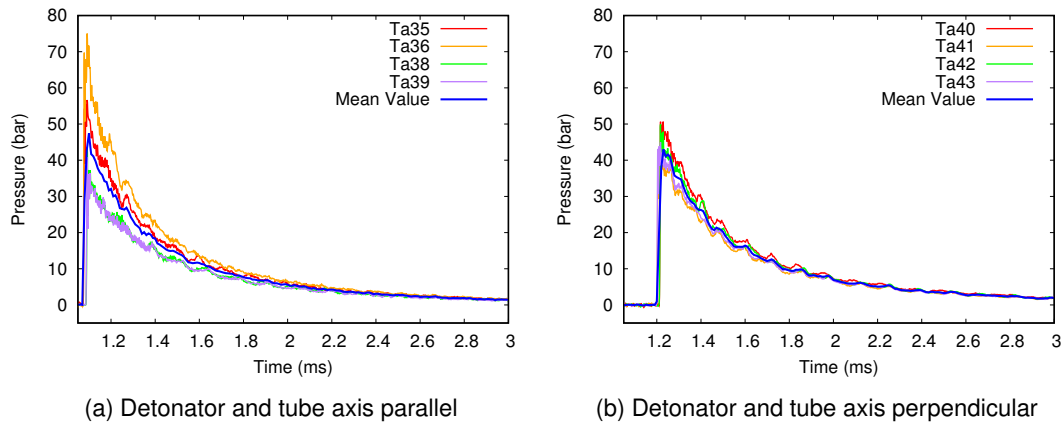 80
70
60
50
40
30
20
10
0
Pressure (bar)
Ta35
Ta36
Ta38
Ta39
Mean Value
1.2 1.4 1.6 1.8 2 2.2 2.4 2.6 2.8 3
Time (ms)
(a) Detonator and tube axis parallel
80
70
60
50
40
30
20
10
0
Pressure (bar)
Ta40
Ta41
Ta42
Ta43
Mean Value
1.2 1.4 1.6 1.8 2 2.2 2.4 2.6 2.8 3
Time (ms)
(b) Detonator and tube axis perpendicular